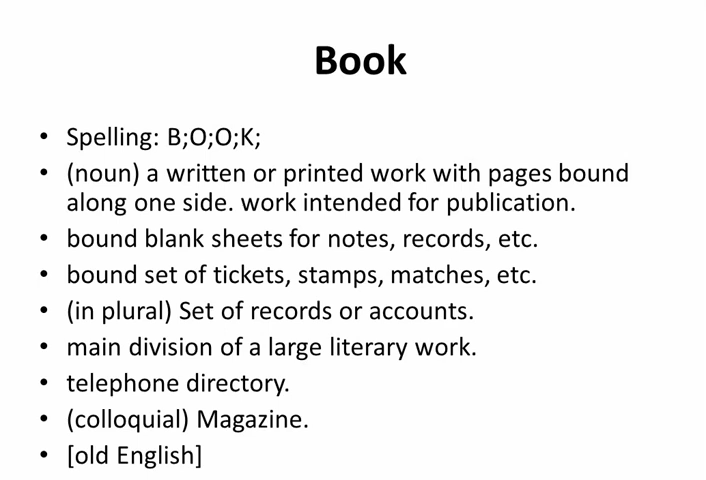 Book
• Spelling: B;O;O;K;
• (noun) a written or printed work with pages bound
along one side. work intended for publication.
• bound blank sheets for notes, records, etc.
• bound set of tickets, stamps, matches, etc.
• (in plural) Set of records or accounts.
• main division of a large literary work.
• telephone directory.
• (colloquial) Magazine.
• [old English]